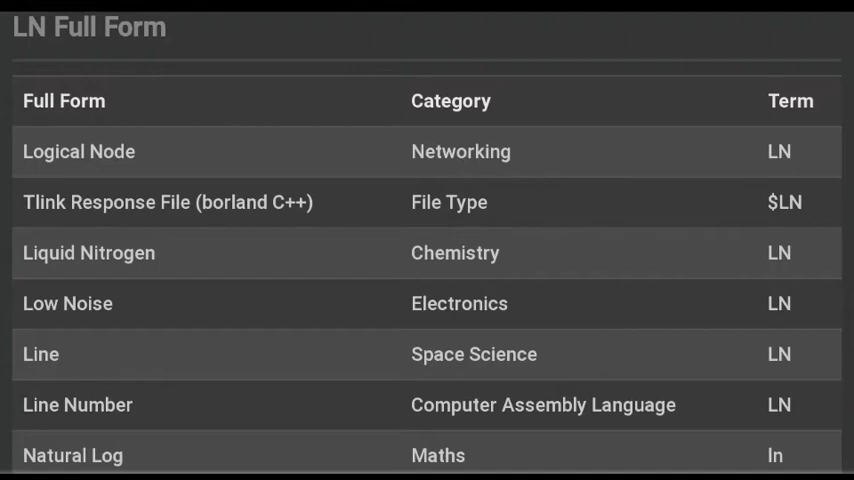 LN Full Form
Full Form Category Term
Logical Node Networking LN
Tlink Response File (borland C++) File Type $LN
Liquid Nitrogen Chemistry LN
Low Noise Electronics LN
Line Space Science LN
Line Number Computer Assembly Language LN
Natural Log Maths ln